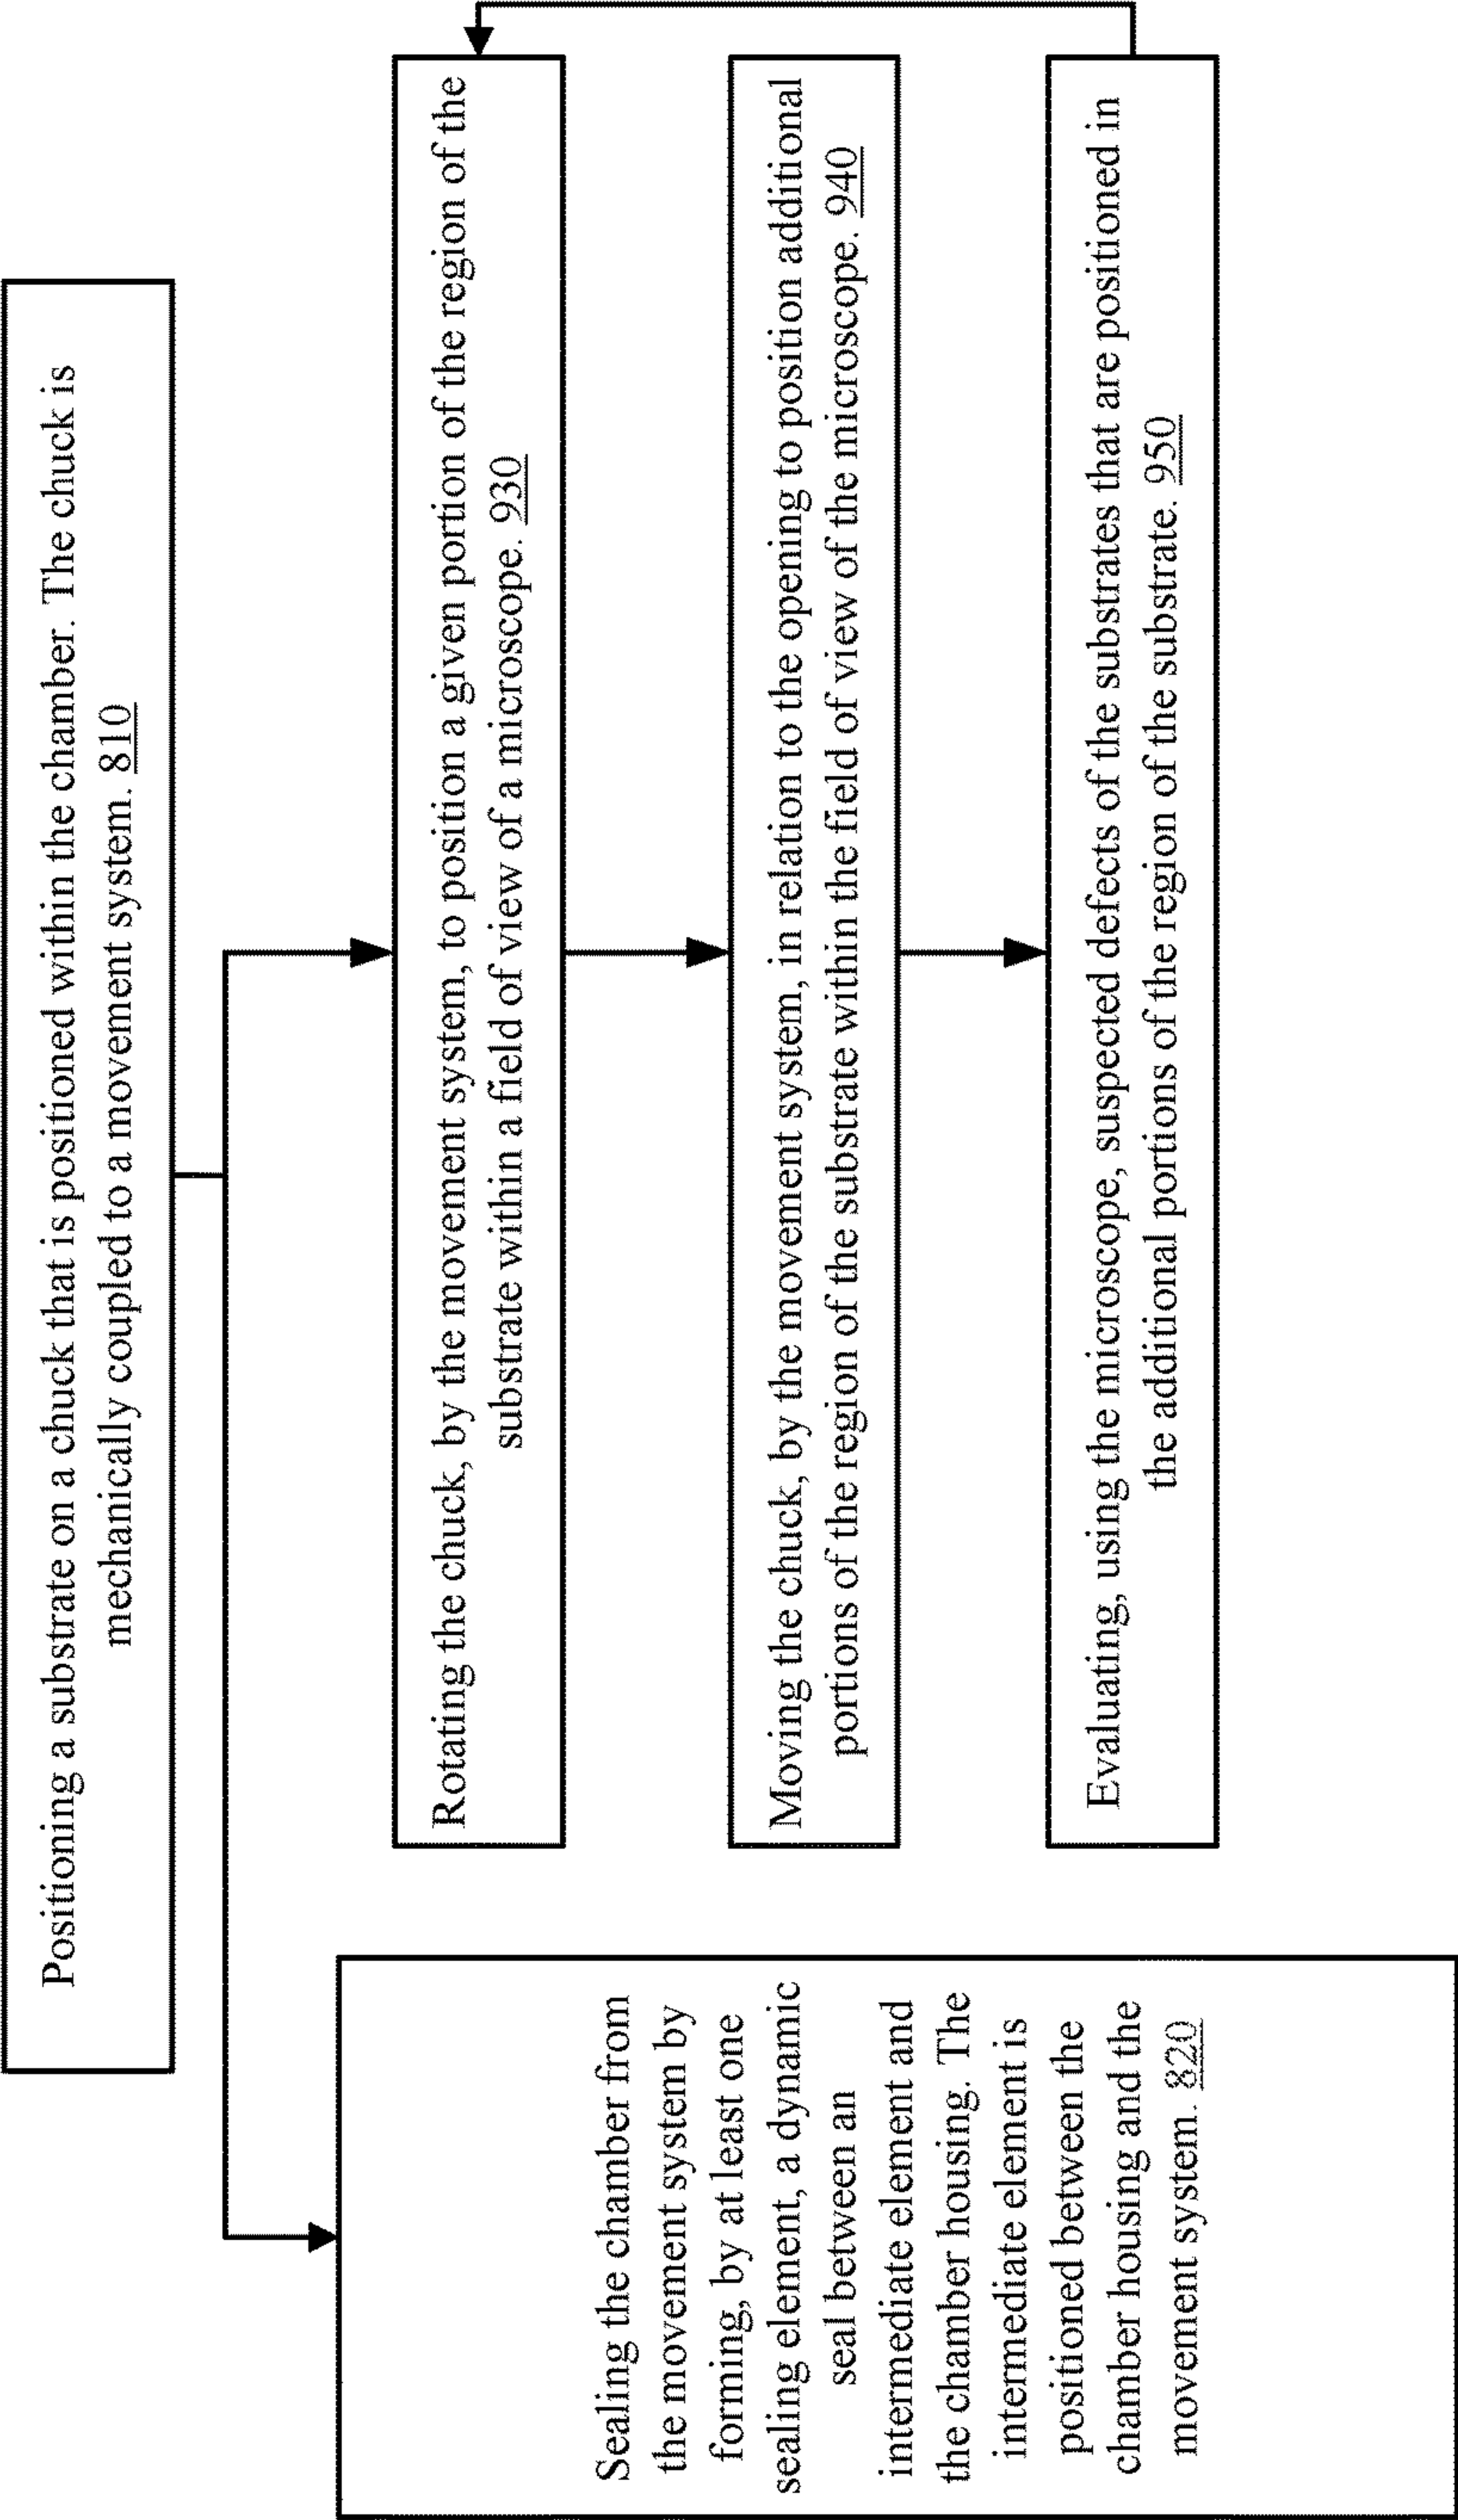 Positioning a substrate on a chuck that is positioned within the chamber. The chuck is
mechanically coupled to a movement system. 810
Sealing the chamber from
the movement system by
forming, by at least one
sealing element, a dynamic
seal between an
intermediate element and
the chamber housing. The
intermediate element is
positioned between the
chamber housing and the
movement system. 820
Rotating the chuck, by the movement system, to position a given portion of the region of the
substrate within a field of view of a microscope. 930
Moving the chuck, by the movement system, in relation to the opening to position additional
portions of the region of the substrate within the field of view of the microscope. 940
Evaluating, using the microscope, suspected defects of the substrates that are positioned in
the additional portions of the region of the substrate. 950